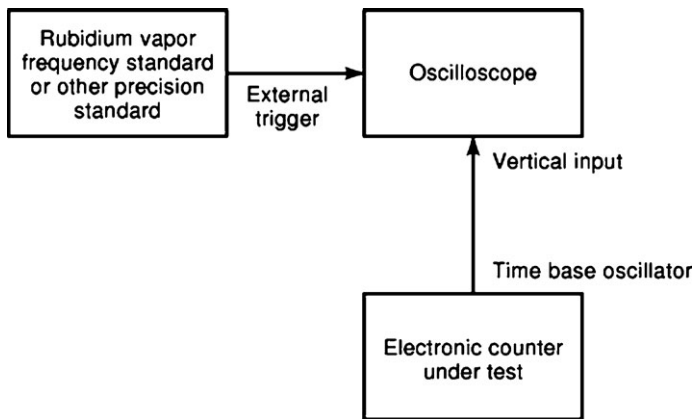 Rubidium vapor
frequency standard
or other precision
standard
External
trigger
Oscilloscope
Vertical input
Time base oscillator
Electronic counter
under test